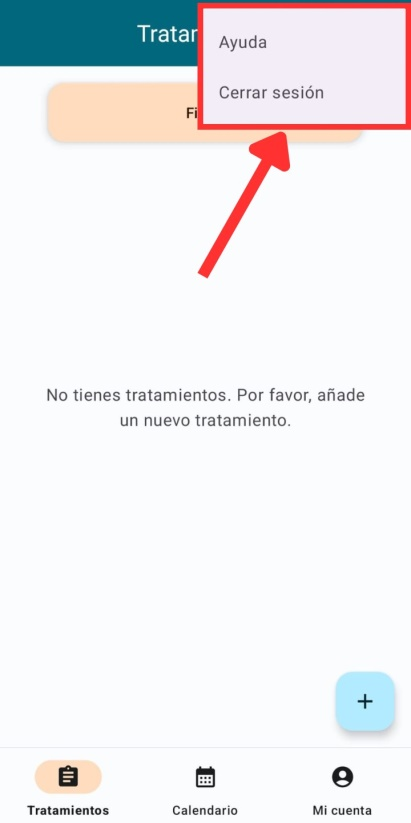 Ayuda
Cerrar sesión
No tienes tratamientos. Por favor, añade
un nuevo tratamiento.
Tratamientos
Calendario
Mi cuenta